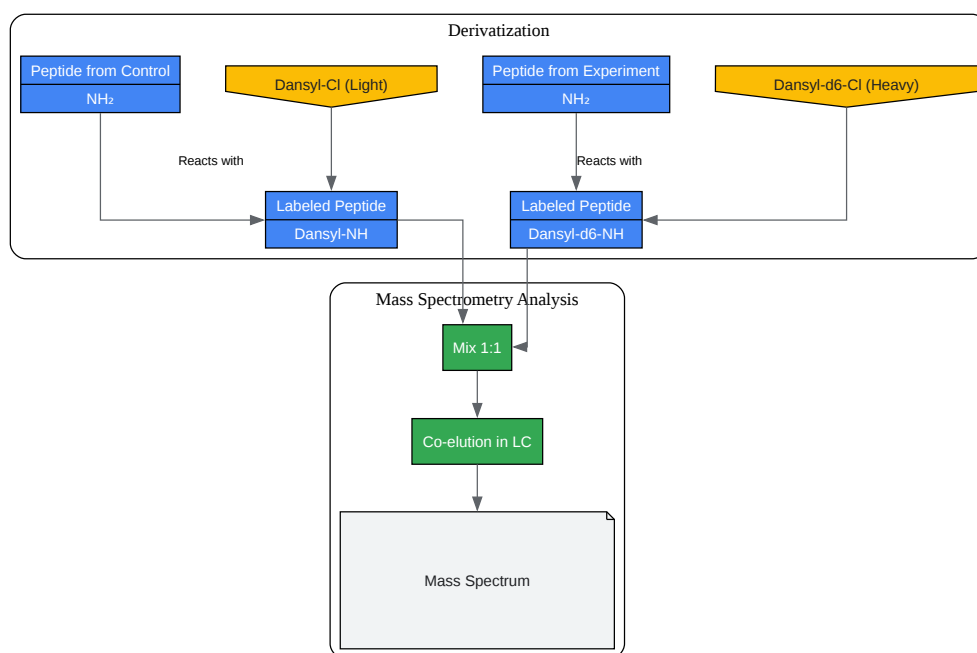 Derivatization
Peptide from Control
NH₂
Dansyl-Cl (Light)
Peptide from Experiment
NH₂
Dansyl-d6-Cl (Heavy)
Reacts with
Reacts with
Labeled Peptide
Dansyl-NH
Labeled Peptide
Dansyl-d6-NH
Mass Spectrometry Analysis
Mix 1:1
Co-elution in LC
Mass Spectrum